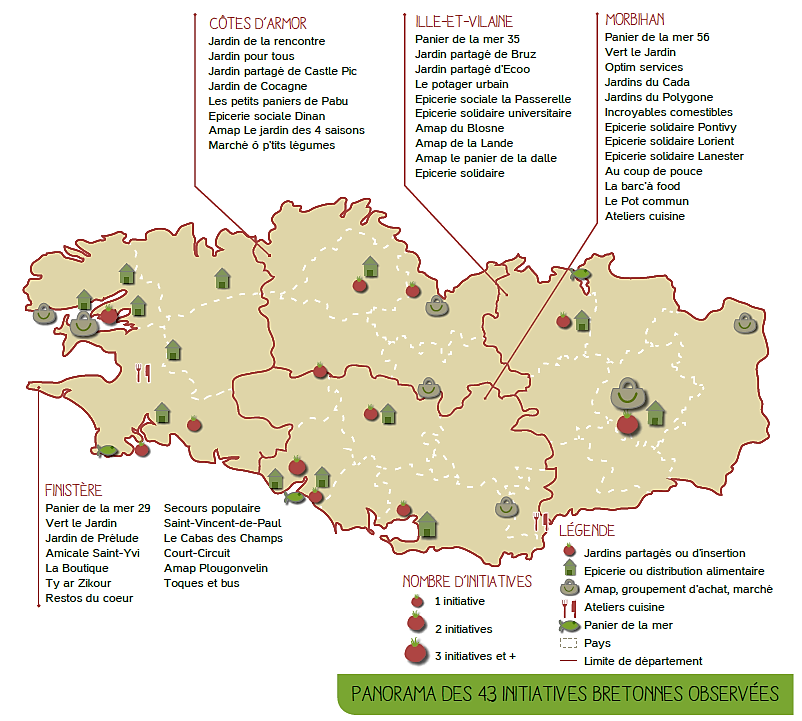 CÔTES D'ARMOR
Jardin de la rencontre
Jardin pour tous
Jardin partagé de Castle Pic
Jardin de Cocagne
Les petits paniers de Pabu
Epicerie sociale Dinan
Amap Le jardin des 4 saisons
Marché ô p'tits légumes
ILLE-ET-VILAINE
Panier de la mer 35
Jardin partagé de Bruz
Jardin partagé d'Ecoo
Le potager urbain
Epicerie sociale la Passerelle
Epicerie solidaire universitaire
Amap du Blosne
Amap de la Lande
Amap le panier de la dalle
Epicerie solidaire
MORBIHAN
Panier de la mer 56
Vert le Jardin
Optim services
Jardins du Cada
Jardins du Polygone
Incroyables comestibles
Epicerie solidaire Pontivy
Epicerie solidaire Lorient
Epicerie solidaire Lanester
Au coup de pouce
La barc'à food
Le Pot commun
Ateliers cuisine
FINISTÈRE
Panier de la mer 29
Vert le Jardin
Jardin de Prélude
Amicale Saint-Yvi
La Boutique
Ty ar Zikour
Restos du coeur
Secours populaire
Saint-Vincent-de-Paul
Le Cabas des Champs
Court-Circuit
Amap Plougonvelin
Toques et bus
NOMBRE D'INITIATIVES
1 initiative
2 initiatives
3 initiatives et +
LÉGENDE
Jardins partagés ou d'insertion
Epicerie ou distribution alimentaire
Amap, groupement d'achat, marché
Ateliers cuisine
Panier de la mer
Pays
Limite de département
PANORAMA DES 43 INITIATIVES BRETONNES OBSERVÉES